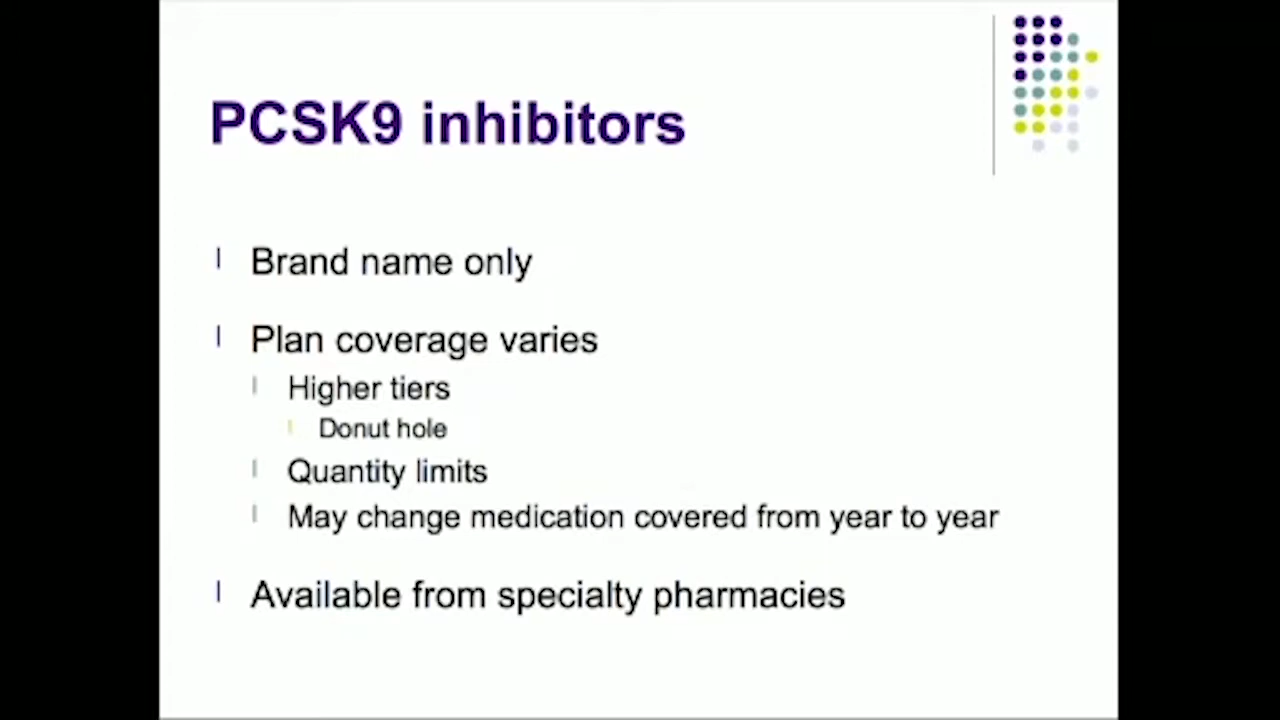 PCSK9 inhibitors
Brand name only
Plan coverage varies
Higher tiers
Donut hole
Quantity limits
May change medication covered from year to year
Available from specialty pharmacies